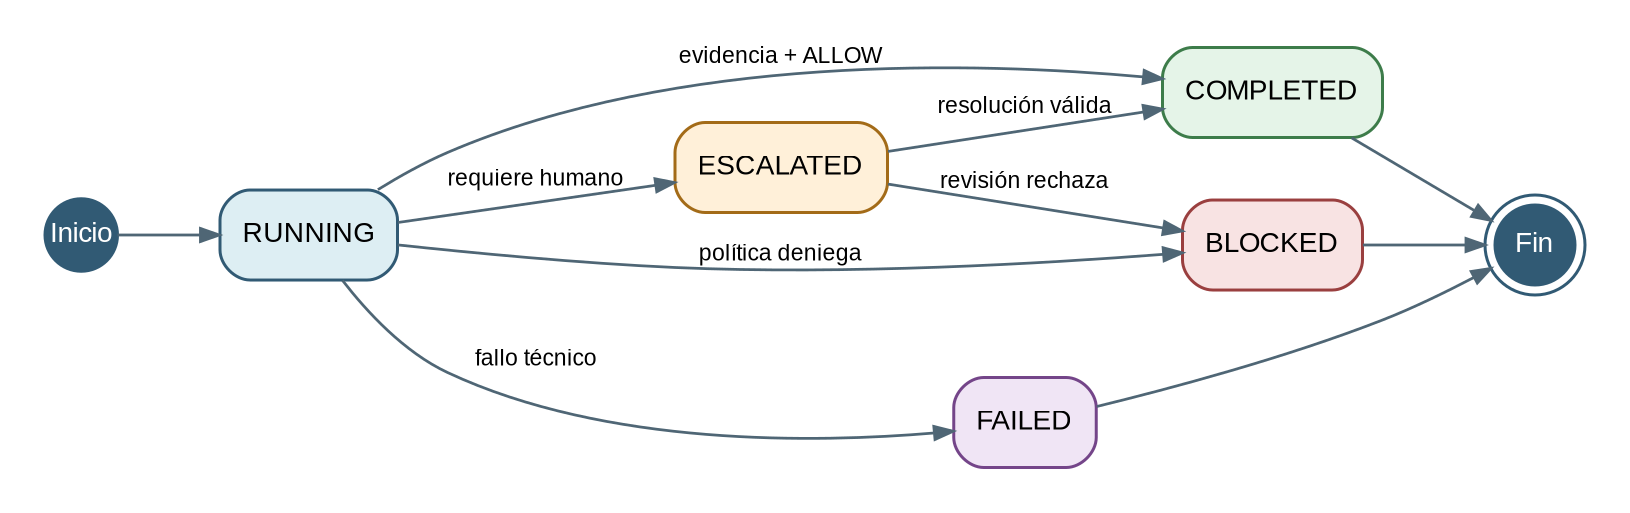 evidencia + ALLOW
COMPLETED
resolución válida
ESCALATED
requiere humano
revisión rechaza
Inicio
RUNNING
política deniega
BLOCKED
Fin
fallo técnico
FAILED